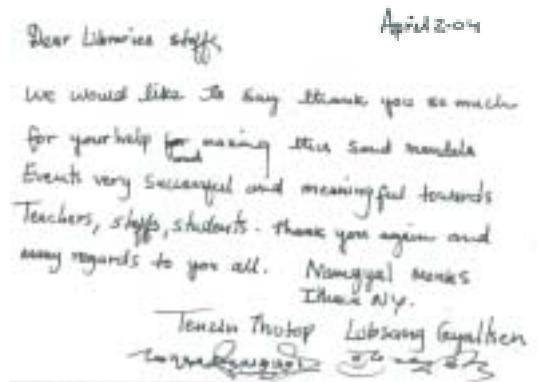 April 2-04
Dear Libraries staffs,
We would like to say thank you so much
for your help for making this sand mandala
Events very successful and meaningful towards
Teachers, staffs, students. Thank you again and
many regards to you all. Namgyal Monks
Ithaca NY.
Tenzin Thutop Lobsang Gyaltsen